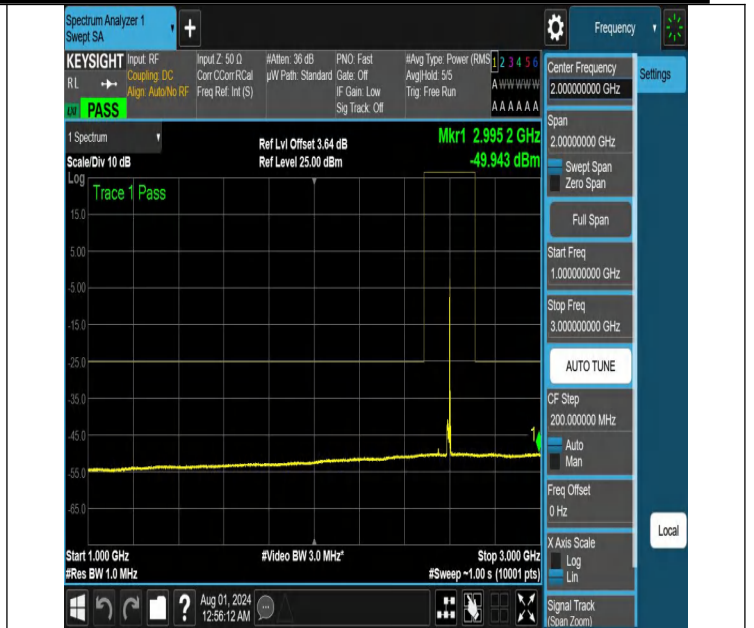 Spectrum Analyzer 1
Swept SA
+
Frequency
KEYSIGHT
RL
LXI
PASS
Input: RF
Coupling: DC
Align: Auto/No RF
Input Z: 50 Ω
Corr CCorr RCal
Freq Ref: Int (S)
#Atten: 36 dB
µW Path: Standard
PNO: Fast
Gate: Off
IF Gain: Low
Sig Track: Off
#Avg Type: Power (RMS
Avg|Hold: 5/5
Trig: Free Run
1 2 3 4 5 6
A W W W W W
A A A A A A
1 Spectrum
Scale/Div 10 dB
Ref Lvl Offset 3.64 dB
Ref Level 25.00 dBm
Mkr1 2.995 2 GHz
-49.943 dBm
Log
Trace 1 Pass
15.0
5.00
-5.00
-15.0
-25.0
-35.0
-45.0
-55.0
-65.0
1
Start 1.000 GHz
#Res BW 1.0 MHz
#Video BW 3.0 MHz*
Stop 3.000 GHz
#Sweep ~1.00 s (10001 pts)
?
Aug 01, 2024
12:56:12 AM
Center Frequency
2.000000000 GHz
Span
2.00000000 GHz
Swept Span
Zero Span
Full Span
Start Freq
1.000000000 GHz
Stop Freq
3.000000000 GHz
AUTO TUNE
CF Step
200.000000 MHz
Auto
Man
Freq Offset
0 Hz
X Axis Scale
Log
Lin
Signal Track
(Span Zoom)
Settings
Local